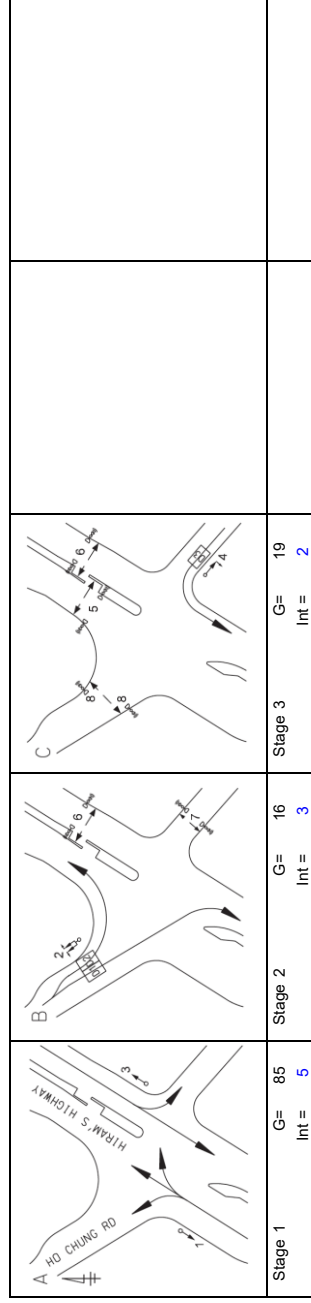 A
HO CHUNG RD
HIRAM'S HIGHWAY
1
3
Stage 1 G= 85
Int = 5
B
2
6
7
Stage 2 G= 16
Int = 3
C
5
6
8
8
4
Stage 3 G= 19
Int = 2